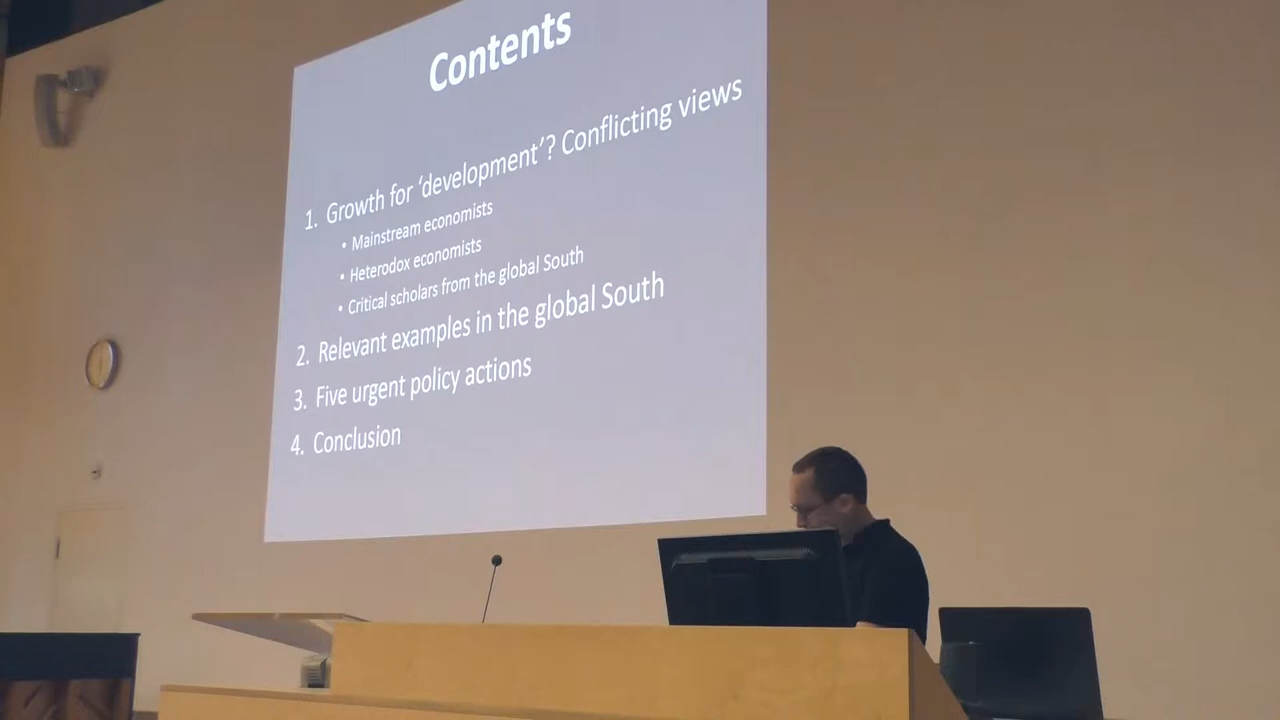 Contents
1. Growth for ‘development’? Conflicting views
• Mainstream economists
• Heterodox economists
• Critical scholars from the global South
2. Relevant examples in the global South
3. Five urgent policy actions
4. Conclusion